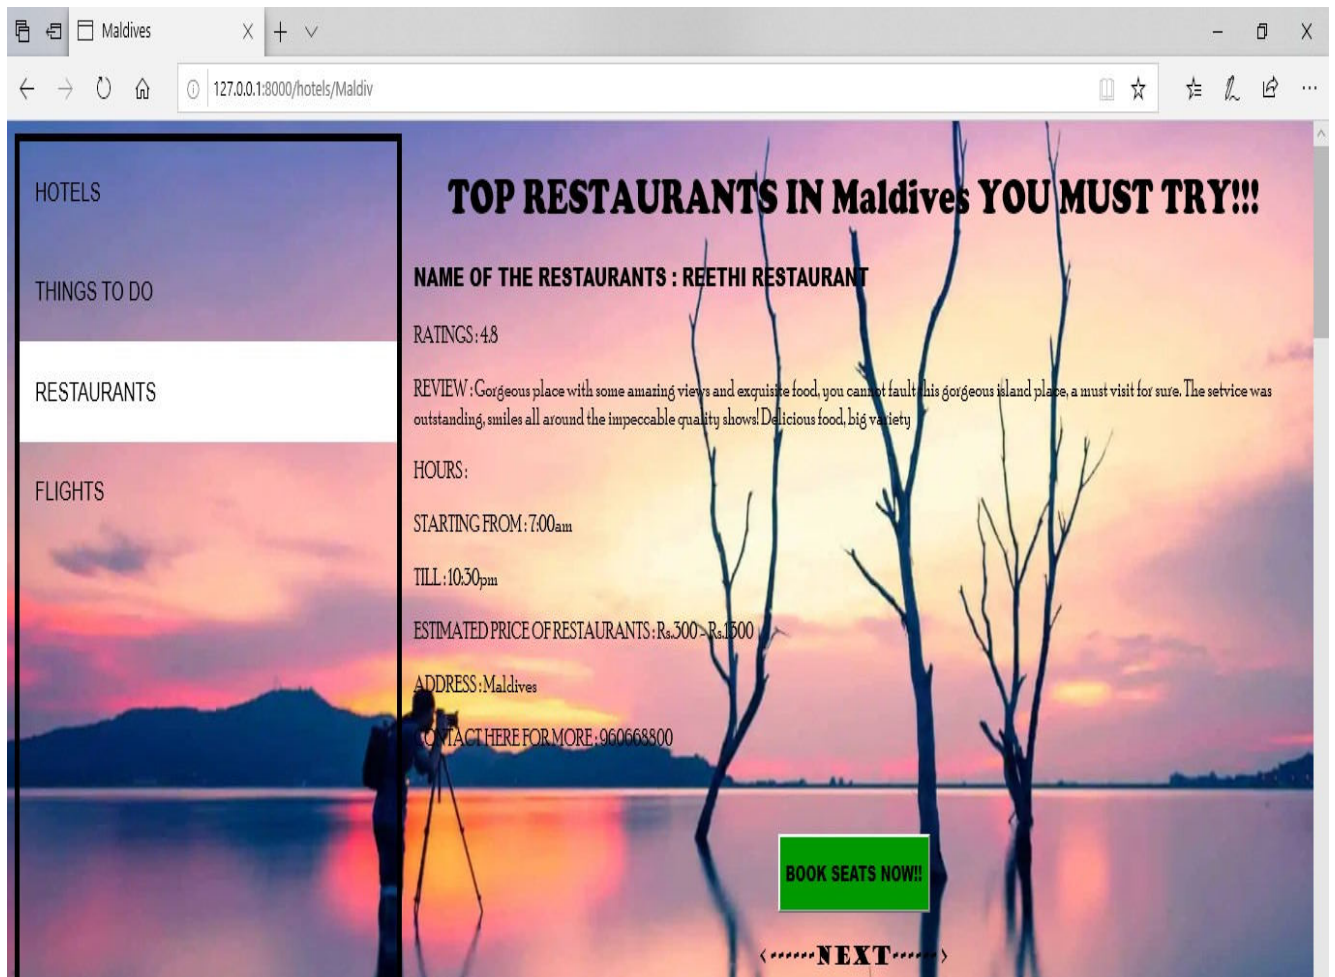 Maldives
127.0.0.1:8000/hotels/Maldiv
HOTELS
THINGS TO DO
RESTAURANTS
FLIGHTS
TOP RESTAURANTS IN Maldives YOU MUST TRY!!!
NAME OF THE RESTAURANTS : REETHI RESTAURANT
RATINGS : 4.8
REVIEW : Gorgeous place with some amazing views and exquisite food, you cannot fault this gorgeous island place, a must visit for sure. The setvice was
outstanding, smiles all around the impeccable quality shows! Delicious food, big variety
HOURS :
STARTING FROM : 7:00am
TILL : 10:30pm
ESTIMATED PRICE OF RESTAURANTS : Rs.300 - Rs.1500
ADDRESS : Maldives
CONTACT HERE FOR MORE : 960668800
BOOK SEATS NOW!!
<------NEXT------>